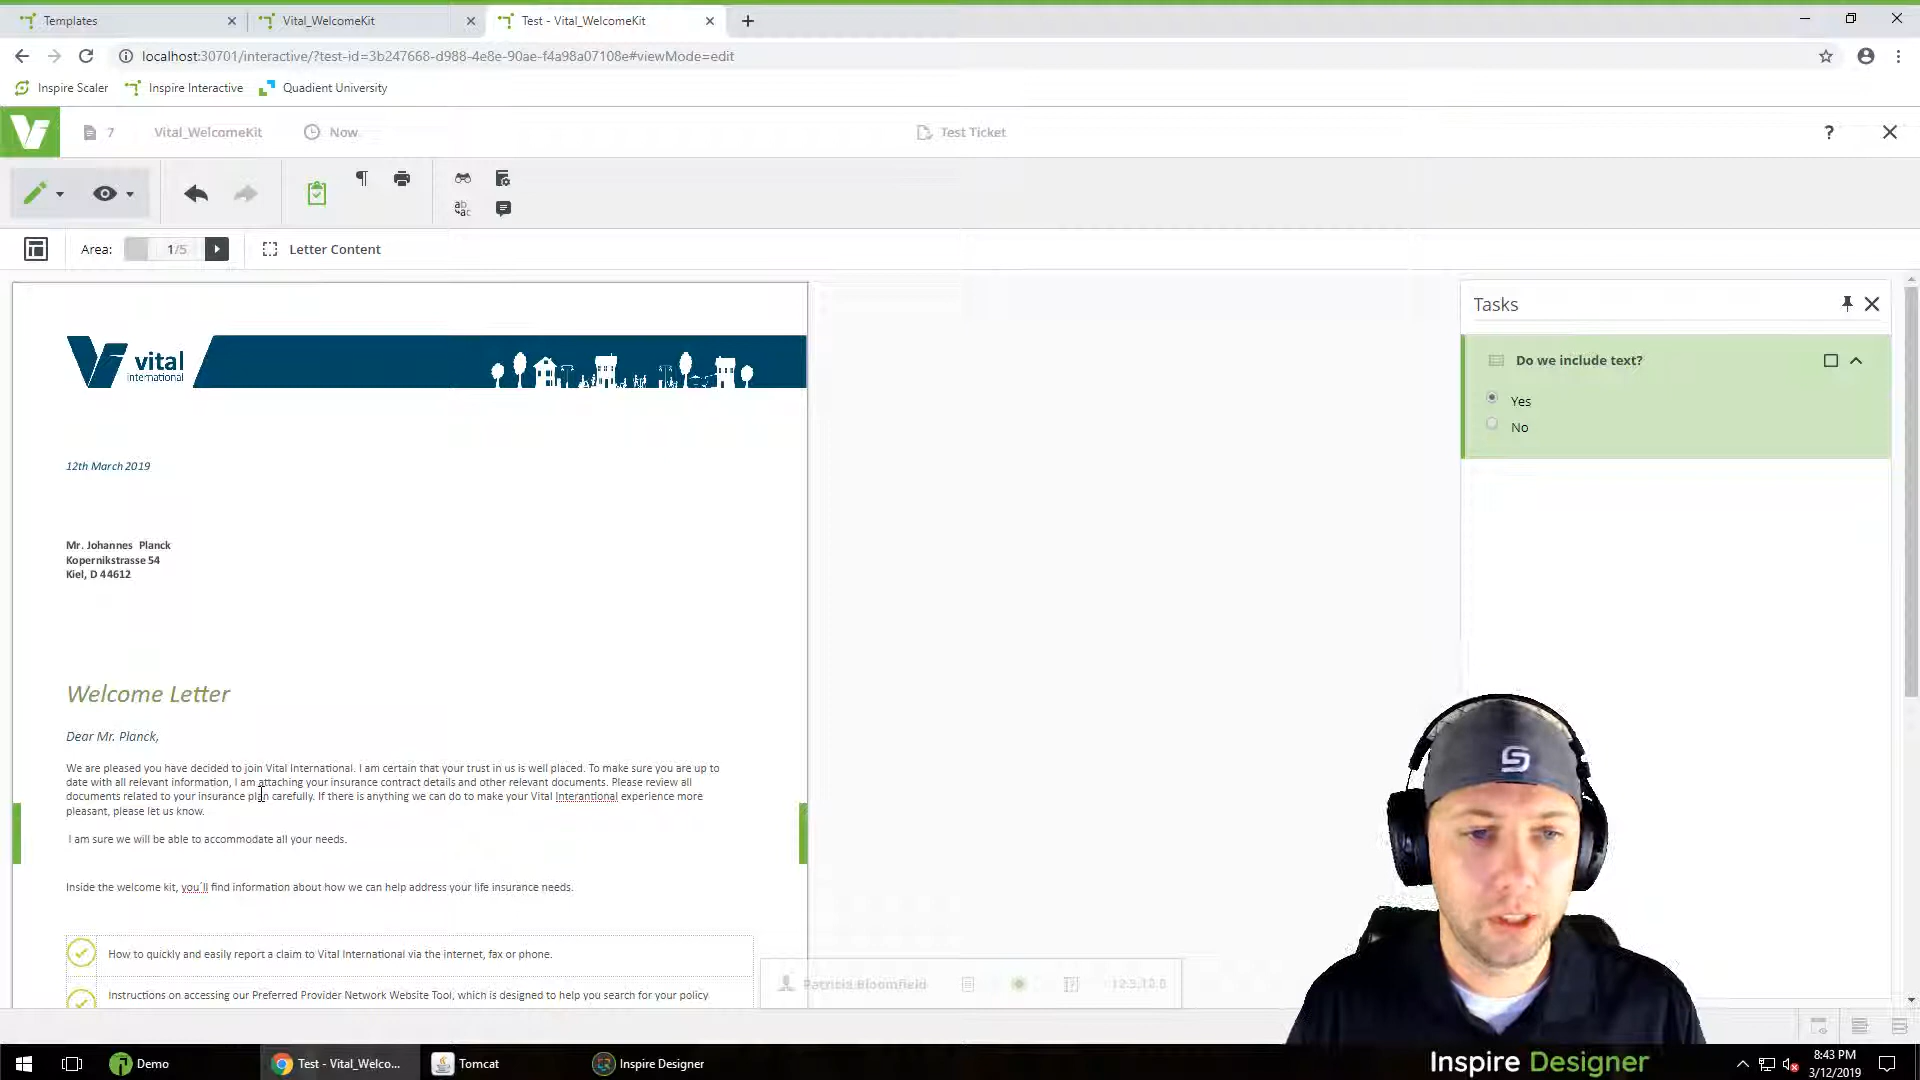 Templates
Vital_WelcomeKit
Test - Vital_WelcomeKit
localhost:30701/interactive/?test-id=3b247668-d988-4e8e-90ae-f4a98a07108e#viewMode=edit
Inspire Scaler
Inspire Interactive
Quadient University
7
Vital_WelcomeKit
Now
Test Ticket
?
ab
ac
Area:
1/5
Letter Content
vital
international
Tasks
Do we include text?
Yes
No
12th March 2019
Mr. Johannes Planck
Kopernikstrasse 54
Kiel, D 44612
Welcome Letter
Dear Mr. Planck,
We are pleased you have decided to join Vital International. I am certain that your trust in us is well placed. To make sure you are up to
date with all relevant information, I am attaching your insurance contract details and other relevant documents. Please review all
documents related to your insurance plan carefully. If there is anything we can do to make your Vital Interantional experience more
pleasant, please let us know.
I am sure we will be able to accommodate all your needs.
Inside the welcome kit, you´ll find information about how we can help address your life insurance needs.
How to quickly and easily report a claim to Vital International via the internet, fax or phone.
Instructions on accessing our Preferred Provider Network Website Tool, which is designed to help you search for your policy
Patricia Bloomfield
12.5.12.0
Demo
Test - Vital_Welco...
Tomcat
Inspire Designer
Inspire Designer
8:43 PM
3/12/2019